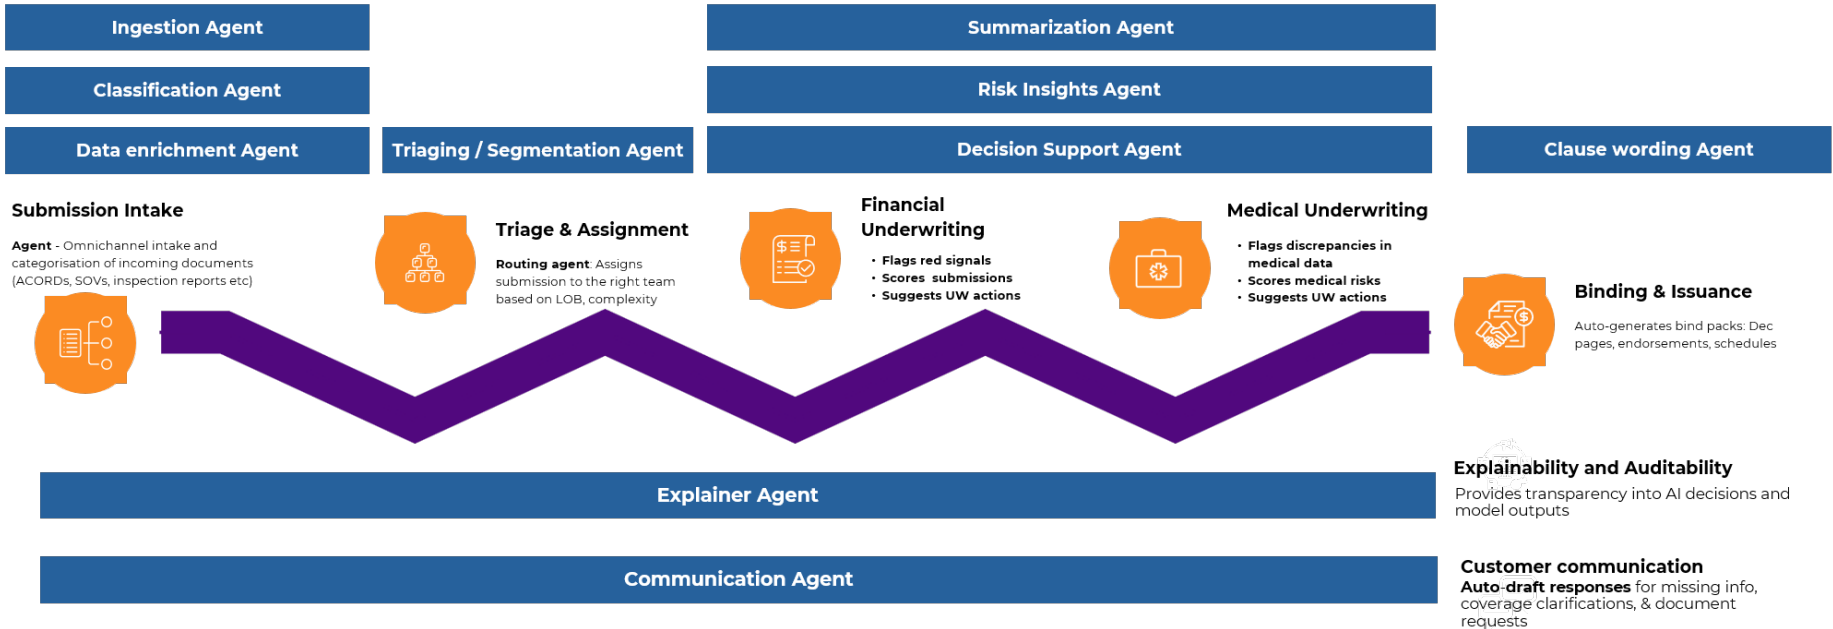 Ingestion Agent
Summarization Agent
Classification Agent
Risk Insights Agent
Data enrichment Agent
Triaging / Segmentation Agent
Decision Support Agent
Clause wording Agent
Submission Intake
Agent - Omnichannel intake and
categorisation of incoming documents
(ACORDs, SOVs, inspection reports etc)
Triage & Assignment
Routing agent: Assigns
submission to the right team
based on LOB, complexity
Financial
Underwriting
• Flags red signals
• Scores submissions
• Suggests UW actions
Medical Underwriting
• Flags discrepancies in
medical data
• Scores medical risks
• Suggests UW actions
Binding & Issuance
Auto-generates bind packs: Dec
pages, endorsements, schedules
Explainer Agent
Explainability and Auditability
Provides transparency into AI decisions and
model outputs
Communication Agent
Customer communication
Auto-draft responses for missing info,
coverage clarifications, & document
requests